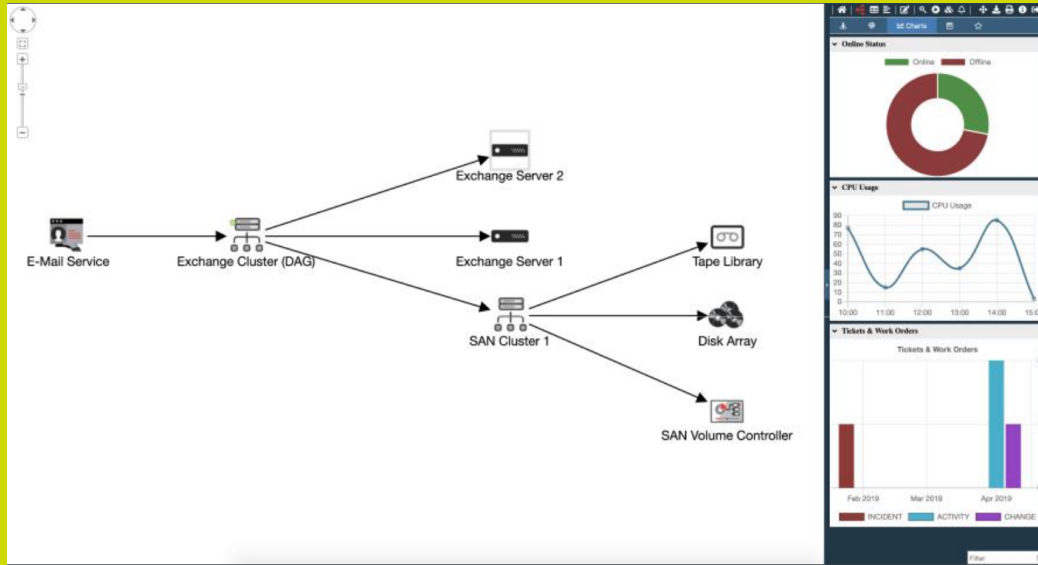 Charts
Online Status
Online Offline
Exchange Server 2
CPU Usage
CPU Usage
90
80
70
60
50
40
30
20
10
0
10:00 11:00 12:00 13:00 14:00
E-Mail Service
Exchange Cluster (DAG)
Exchange Server 1
Tape Library
SAN Cluster 1
Disk Array
Tickets & Work Orders
Tickets & Work Orders
SAN Volume Controller
Feb 2019 Mar 2019 Apr 2019
INCIDENT ACTIVITY CHANGE
Filter